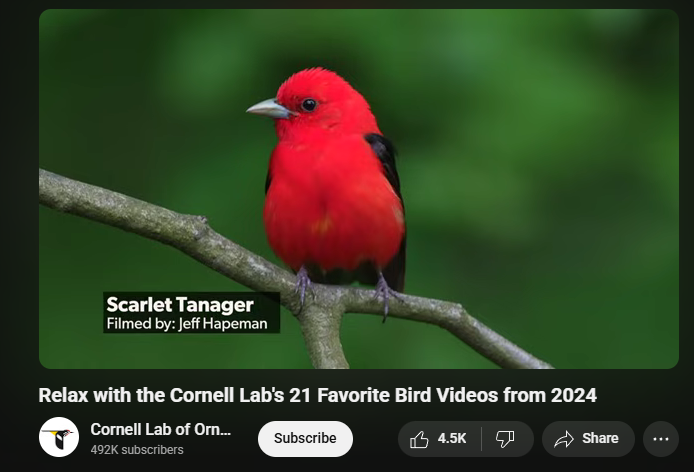 Scarlet Tanager
Filmed by: Jeff Hapeman
Relax with the Cornell Lab's 21 Favorite Bird Videos from 2024
Cornell Lab of Orn...
492K subscribers
Subscribe
4.5K
Share